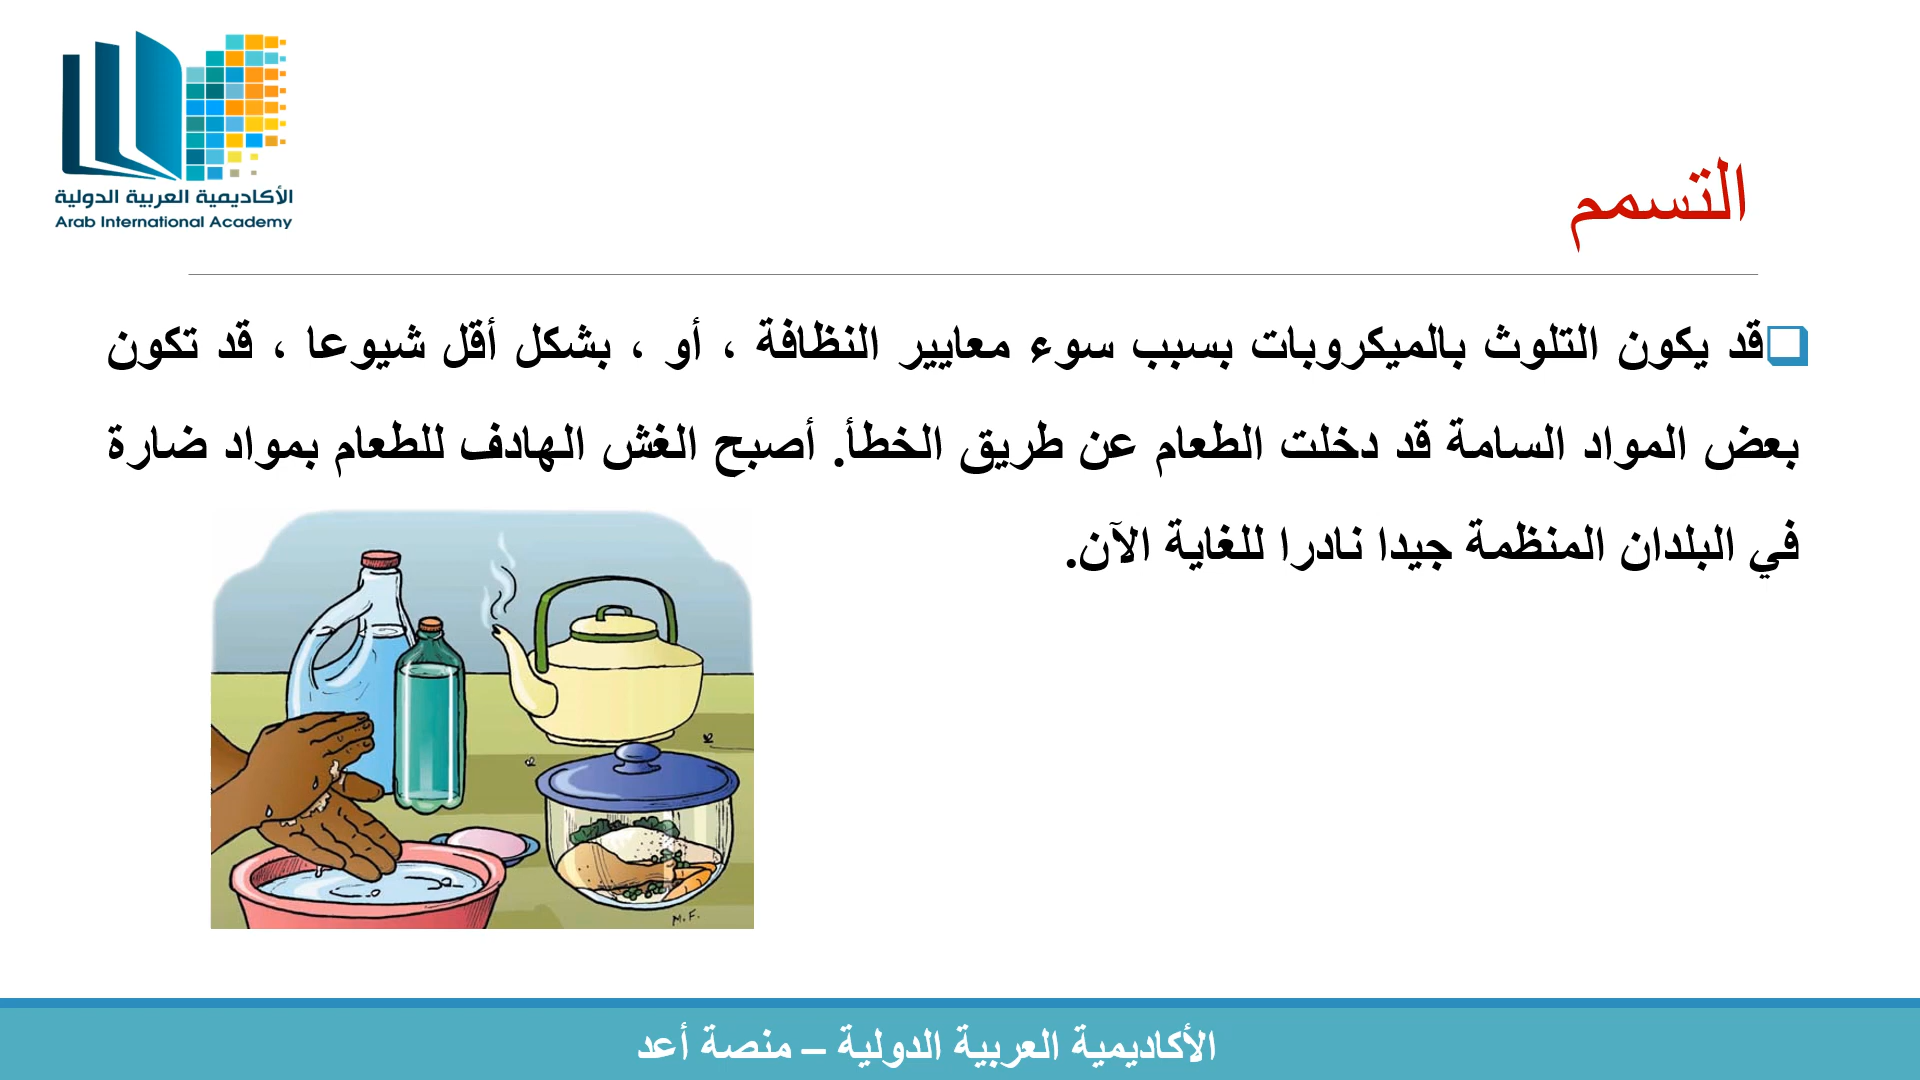 الأكاديمية العربية الدولية
Arab International Academy
التسمم
قد يكون التلوث بالميكروبات بسبب سوء معايير النظافة ، أو ، بشكل أقل شيوعا ، قد تكون
بعض المواد السامة قد دخلت الطعام عن طريق الخطأ. أصبح الغش الهادف للطعام بمواد ضارة
في البلدان المنظمة جيدا نادرا للغاية الآن.
M.F.
الأكاديمية العربية الدولية – منصة أعد